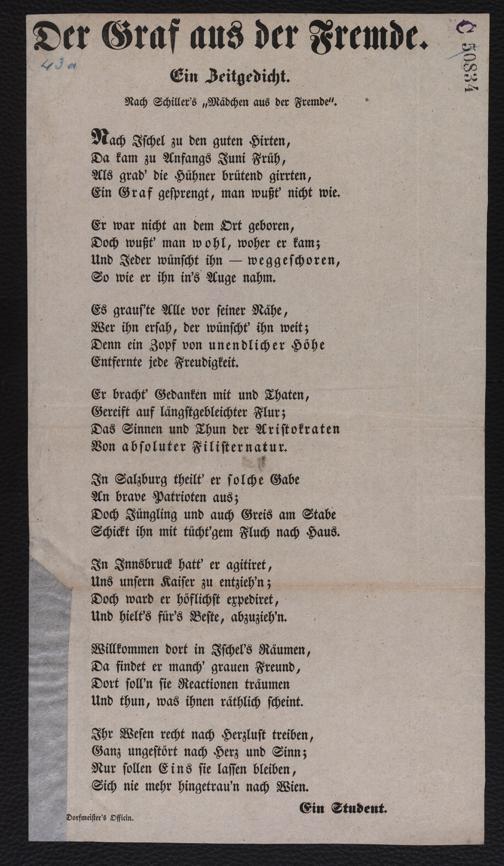 Der Graf aus der Fremde.
C 50834
43a
Ein Zeitgedicht.
Nach Schiller's „Mädchen aus der Fremde“.
Nach Ischel zu den guten Hirten,
Da kam zu Anfangs Juni Früh,
Als grad' die Hühner brütend girrten,
Ein Graf gesprengt, man wußt' nicht wie.
Er war nicht an dem Ort geboren,
Doch wußt' man wohl, woher er kam;
Und Jeder wünscht ihn — weggeschoren,
So wie er ihn in's Auge nahm.
Es graus'te Alle vor seiner Nähe,
Wer ihn ersah, der wünscht' ihn weit;
Denn ein Zopf von unendlicher Höhe
Entfernte jede Freudigkeit.
Er bracht' Gedanken mit und Thaten,
Gereift auf längstgebleichter Flur;
Das Sinnen und Thun der Aristokraten
Von absoluter Filisternatur.
In Salzburg theilt' er solche Gabe
An brave Patrioten aus;
Doch Jüngling und auch Greis am Stabe
Schickt ihn mit tücht'gem Fluch nach Haus.
In Innsbruck hatt' er agitiret,
Uns unsern Kaiser zu entzieh'n;
Doch ward er höflichst expediret,
Und hielt's für's Beste, abzuzieh'n.
Willkommen dort in Ischel's Räumen,
Da findet er manch' grauen Freund,
Dort soll'n sie Reactionen träumen
Und thun, was ihnen räthlich scheint.
Ihr Wesen recht nach Herzlust treiben,
Ganz ungestört nach Herz und Sinn;
Nur sollen Eins sie lassen bleiben,
Sich nie mehr hingetrau'n nach Wien.
Ein Student.
Dorfmeister's Officin.